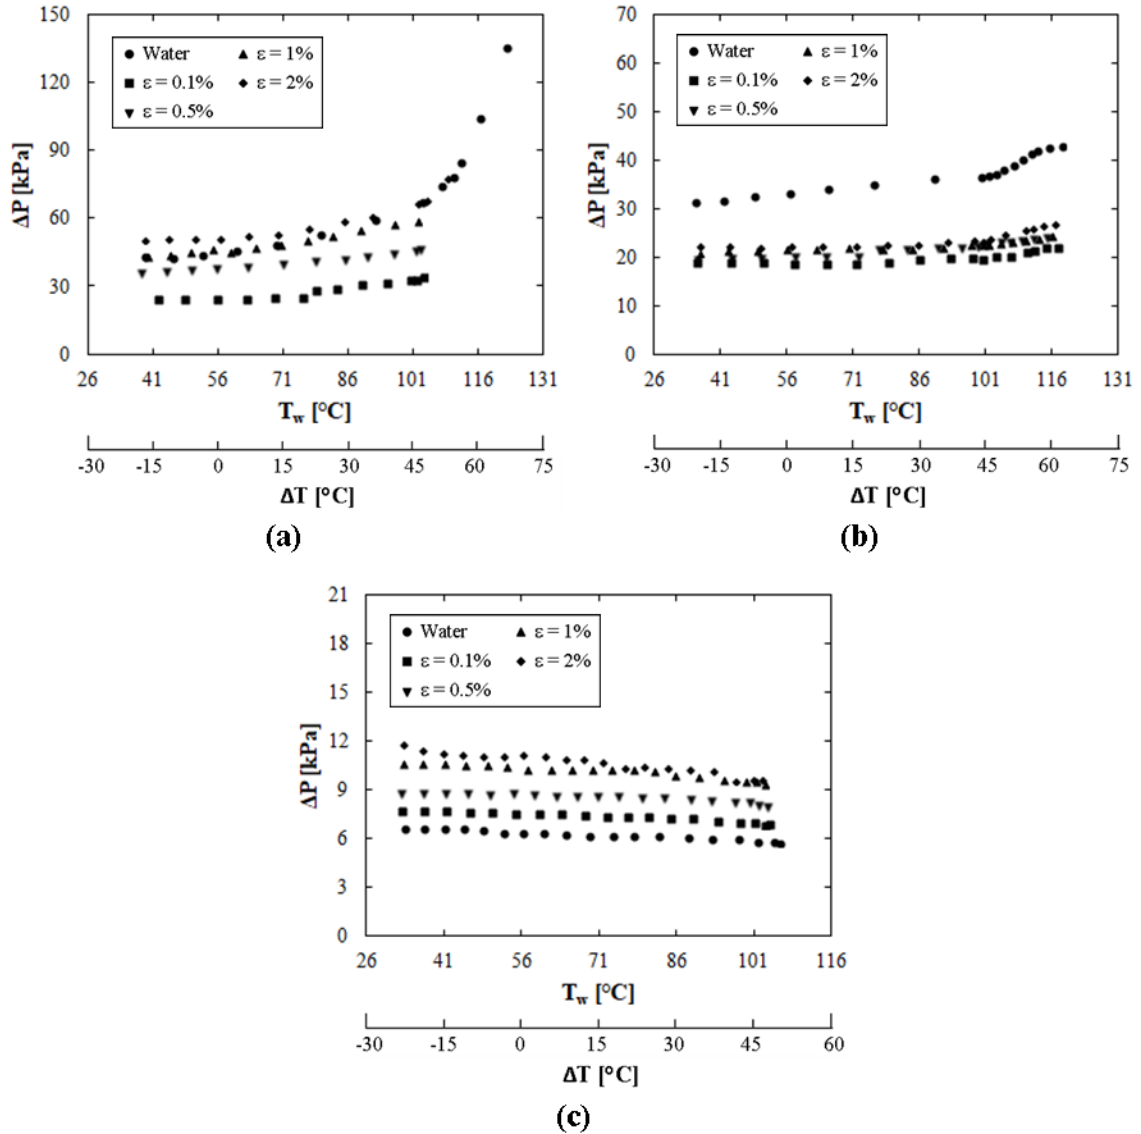 150
120
90
60
30
0
ΔP [kPa]
Water
ε = 1%
ε = 0.1%
ε = 2%
ε = 0.5%
26 41 56 71 86 101 116 131
T_w [°C]
-30 -15 0 15 30 45 60 75
ΔT [°C]
(a)
70
60
50
40
30
20
10
0
ΔP [kPa]
Water
ε = 1%
ε = 0.1%
ε = 2%
ε = 0.5%
26 41 56 71 86 101 116 131
T_w [°C]
-30 -15 0 15 30 45 60 75
ΔT [°C]
(b)
21
18
15
12
9
6
3
0
ΔP [kPa]
Water
ε = 1%
ε = 0.1%
ε = 2%
ε = 0.5%
26 41 56 71 86 101 116
T_w [°C]
-30 -15 0 15 30 45 60
ΔT [°C]
(c)